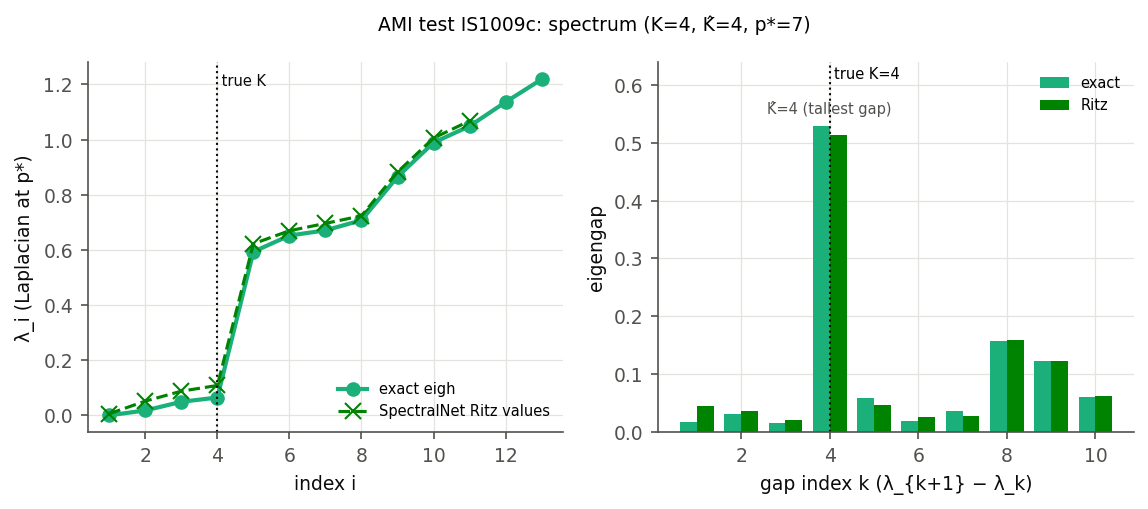 AMI test IS1009c: spectrum (K=4, K̂=4, p*=7)
λ_i (Laplacian at p*)
1.2
1.0
0.8
0.6
0.4
0.2
0.0
true K
exact eigh
SpectralNet Ritz values
2 4 6 8 10 12
index i
eigengap
0.6
0.5
0.4
0.3
0.2
0.1
0.0
true K=4
K̂=4 (tallest gap)
exact
Ritz
2 4 6 8 10
gap index k (λ_{k+1} − λ_k)